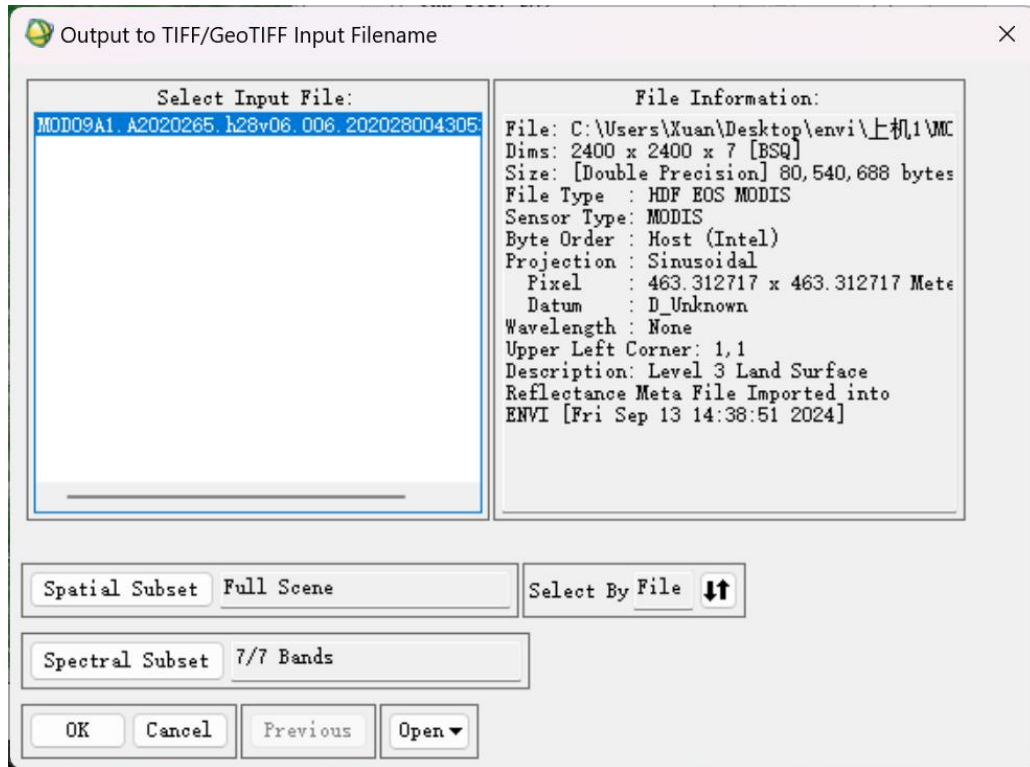 Output to TIFF/GeoTIFF Input Filename
Select Input File:
MOD09A1.A2020265.h28v06.006.202028004305
File Information:
File: C:\Users\Xuan\Desktop\envi\上机1\MC
Dims: 2400 x 2400 x 7 [BSQ]
Size: [Double Precision] 80,540,688 bytes
File Type  : HDF EOS MODIS
Sensor Type: MODIS
Byte Order : Host (Intel)
Projection : Sinusoidal
Pixel    : 463.312717 x 463.312717 Mete
Datum    : D_Unknown
Wavelength : None
Upper Left Corner: 1,1
Description: Level 3 Land Surface
Reflectance Meta File Imported into
ENVI [Fri Sep 13 14:38:51 2024]
Spatial Subset Full Scene
Select By File
Spectral Subset 7/7 Bands
OK Cancel Previous Open